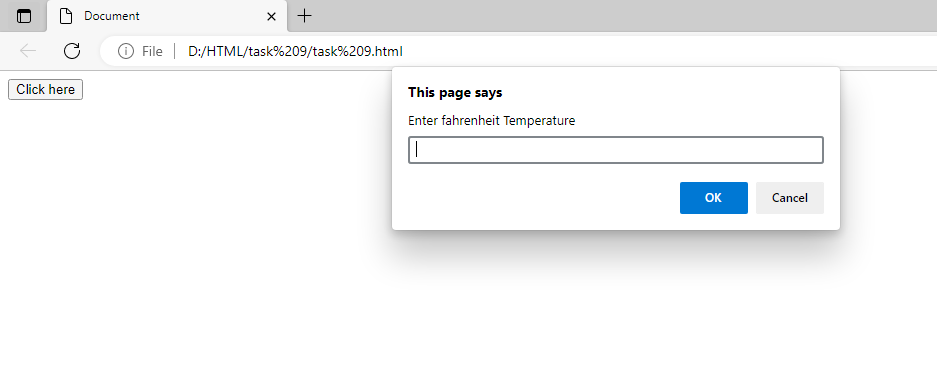 Document
File D:/HTML/task%209/task%209.html
Click here
This page says
Enter fahrenheit Temperature
OK Cancel